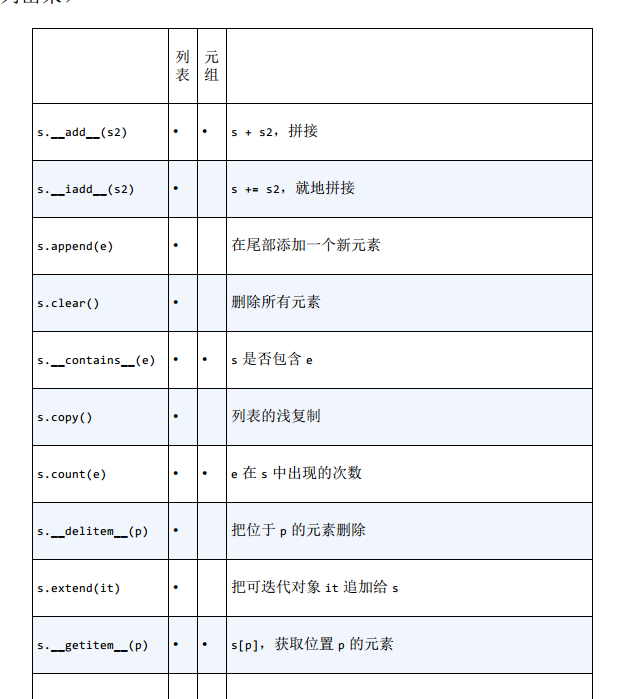 列表 元组
s.__add__(s2) • • s + s2，拼接
s.__iadd__(s2) • s += s2，就地拼接
s.append(e) • 在尾部添加一个新元素
s.clear() • 删除所有元素
s.__contains__(e) • • s 是否包含 e
s.copy() • 列表的浅复制
s.count(e) • • e 在 s 中出现的次数
s.__delitem__(p) • 把位于 p 的元素删除
s.extend(it) • 把可迭代对象 it 追加给 s
s.__getitem__(p) • • s[p]，获取位置 p 的元素